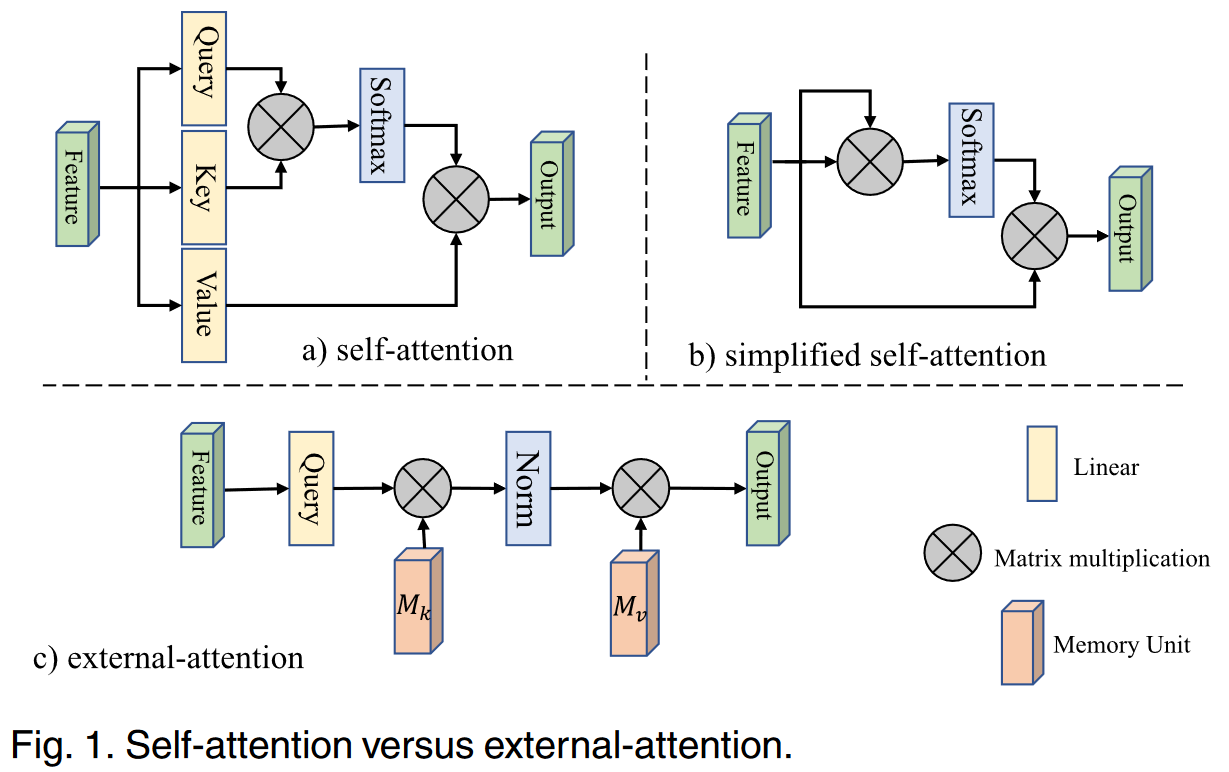 Feature
Query
Key
Value
Softmax
Output
a) self-attention
Feature
Softmax
Output
b) simplified self-attention
Feature
Query
M_k
Norm
M_v
Output
c) external-attention
Linear
Matrix multiplication
Memory Unit
Fig. 1. Self-attention versus external-attention.